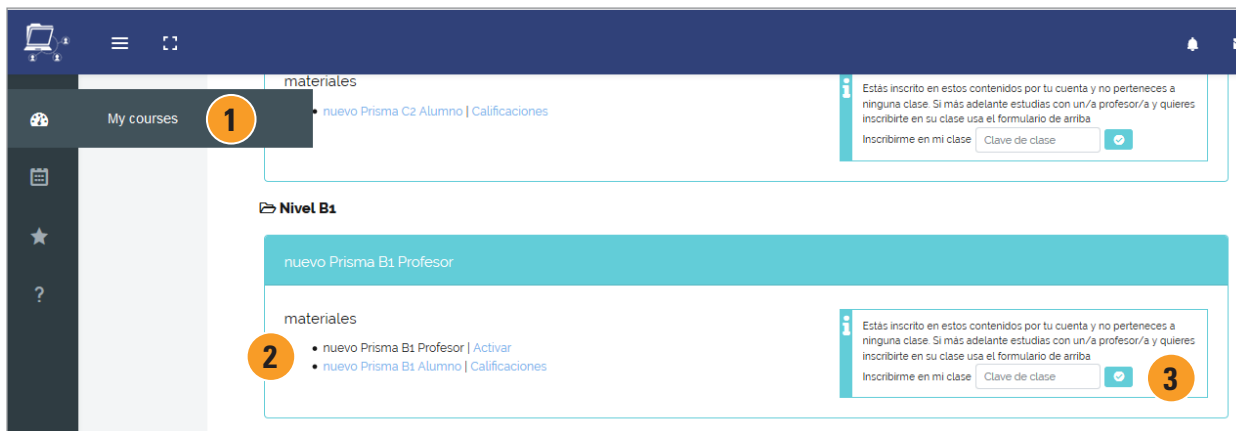 materiales
nuevo Prisma C2 Alumno | Calificaciones
Estás inscrito en estos contenidos por tu cuenta y no perteneces a
ninguna clase. Si más adelante estudias con un/a profesor/a y quieres
inscribirte en su clase usa el formulario de arriba
Inscribirme en mi clase Clave de clase
My courses 1
Nivel B1
nuevo Prisma B1 Profesor
materiales
2
nuevo Prisma B1 Profesor | Activar
nuevo Prisma B1 Alumno | Calificaciones
Estás inscrito en estos contenidos por tu cuenta y no perteneces a
ninguna clase. Si más adelante estudias con un/a profesor/a y quieres
inscribirte en su clase usa el formulario de arriba
Inscribirme en mi clase Clave de clase 3